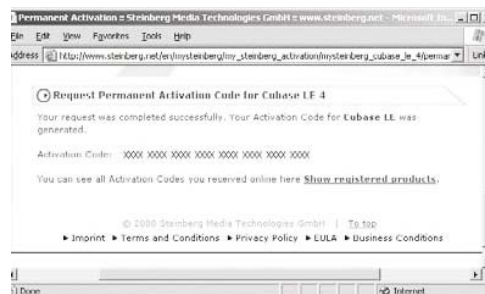 Permanent Activation :: Steinberg Media Technologies GmbH :: www.steinberg.net - Microsoft In...
File Edit View Favorites Tools Help
Address http://www.steinberg.net/en/mysteinberg/my_steinberg_activation/mysteinberg_cubase_le_4/perman
Request Permanent Activation Code for Cubase LE 4
Your request was completed successfully. Your Activation Code for Cubase LE was
generated.
Activation Code: XXXX XXXX XXXX XXXX XXXX XXXX XXXX XXXX
You can see all Activation Codes you received online here Show registered products.
© 2008 Steinberg Media Technologies GmbH | To top
Imprint Terms and Conditions Privacy Policy EULA Business Conditions
Done Internet